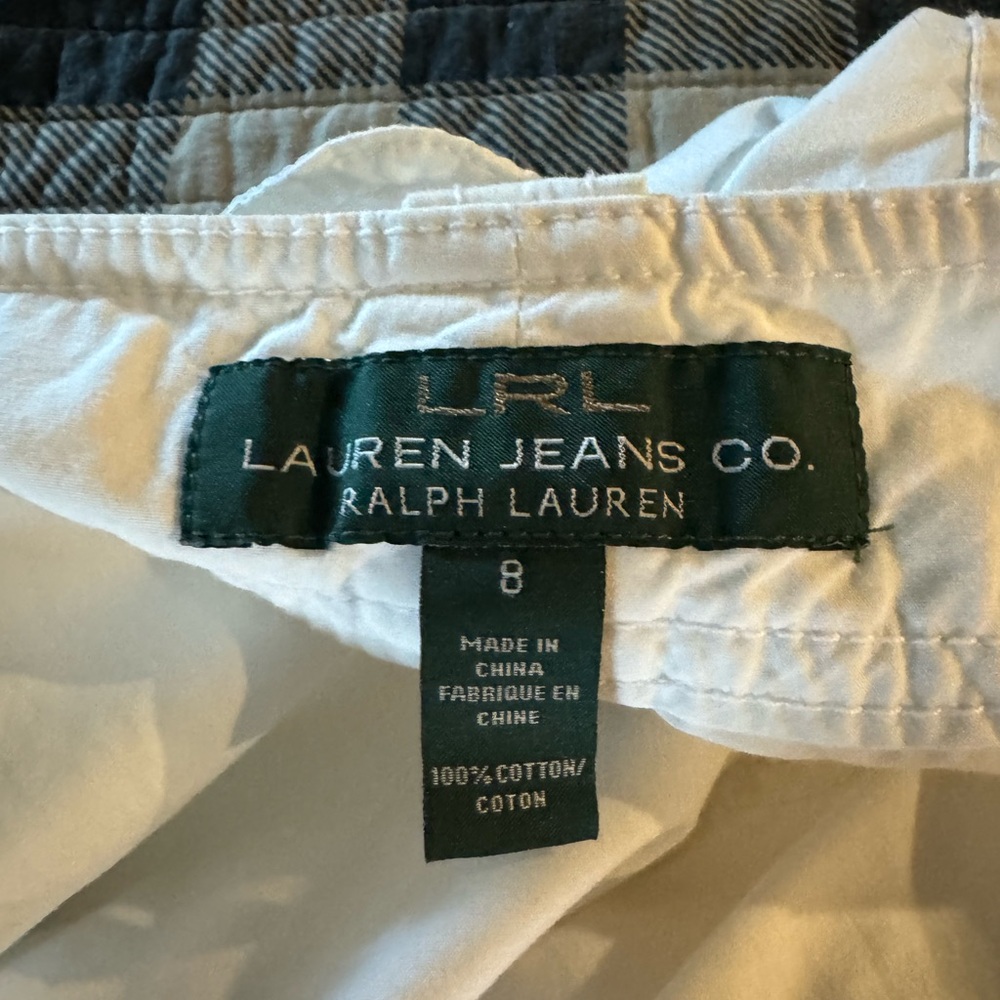 LRL
LAUREN JEANS CO.
RALPH LAUREN
8
MADE IN
CHINA
FABRIQUE EN
CHINE
100% COTTON/
COTON